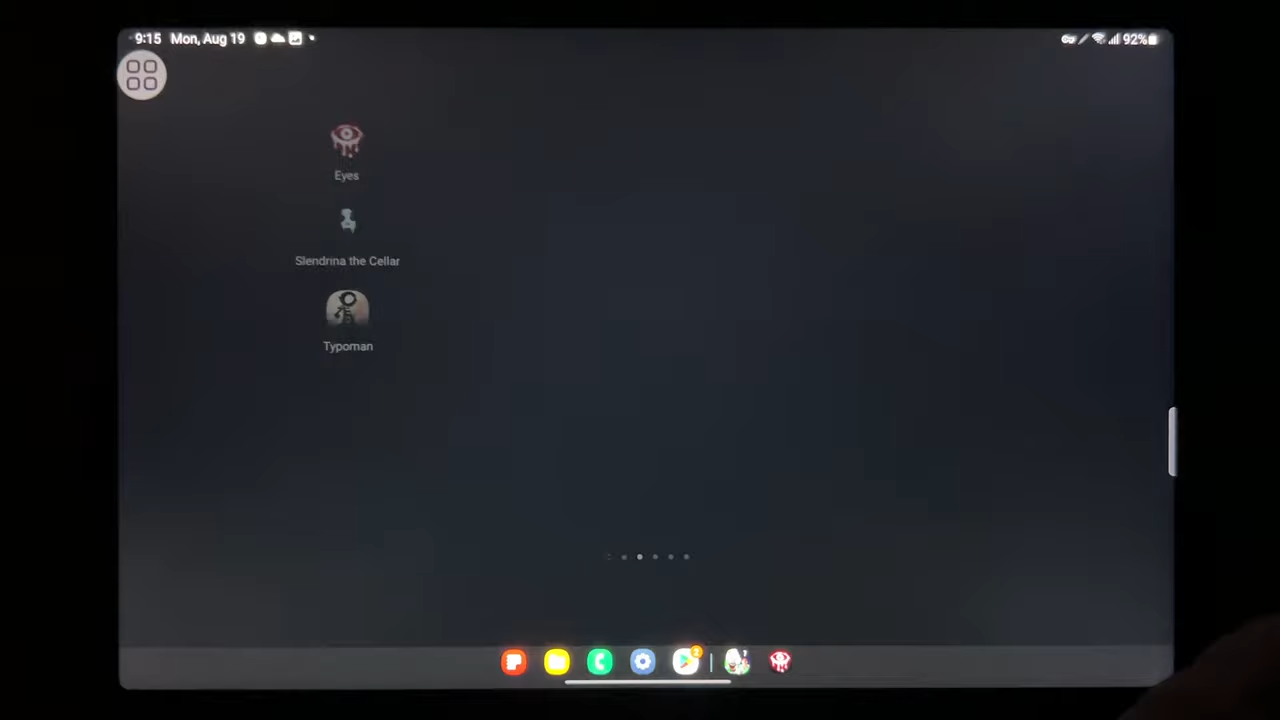 9:15 Mon, Aug 19
92%
Eyes
Slendrina the Cellar
Typoman